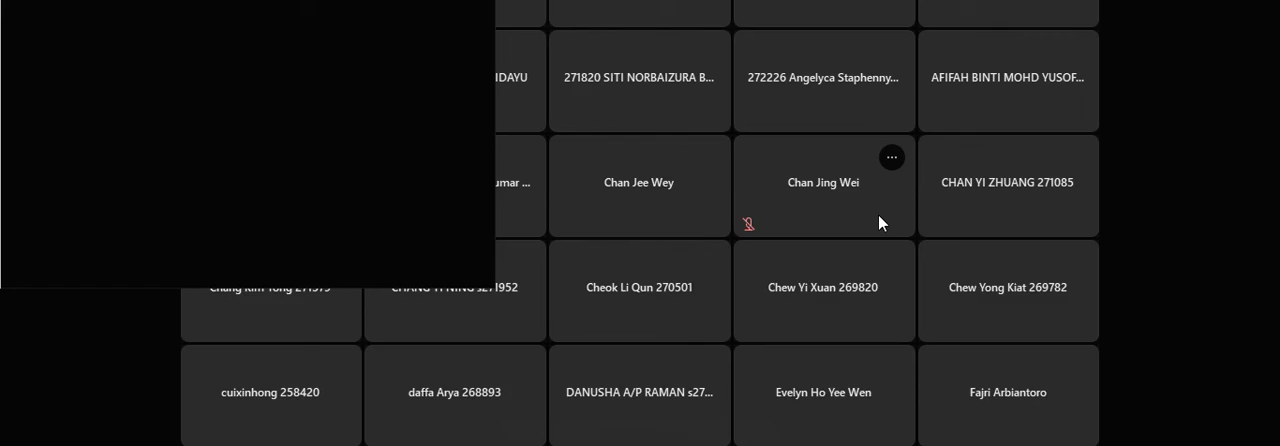 IDAYU
271820 SITI NORBAIZURA B...
272226 Angelyca Staphenny...
AFIFAH BINTI MOHD YUSOF...
umar ...
Chan Jee Wey
Chan Jing Wei
CHAN YI ZHUANG 271085
Cheok Li Qun 270501
Chew Yi Xuan 269820
Chew Yong Kiat 269782
cuixinhong 258420
daffa Arya 268893
DANUSHA A/P RAMAN s27...
Evelyn Ho Yee Wen
Fajri Arbiantoro